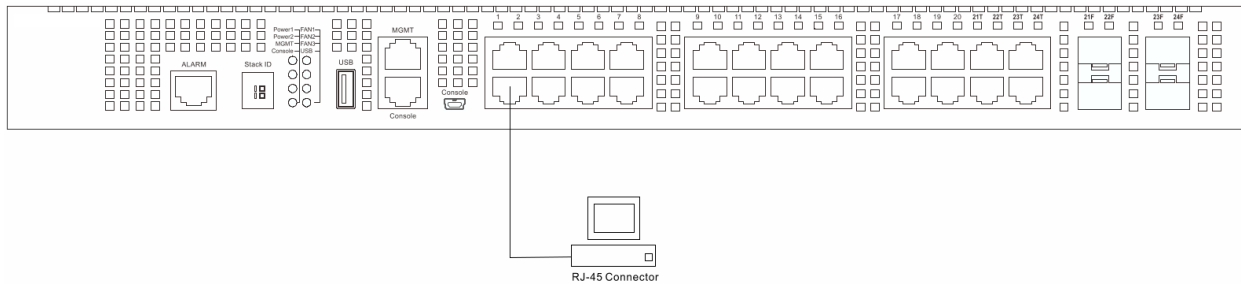 1 2 3 4 5 6 7 8 9 10 11 12 13 14 15 16 17 18 19 20 21T 22T 23T 24T 21F 22F 23F 24F
Power1 FAN1
Power2 FAN2
MGMT FAN3
Console USB
MGMT
ALARM
Stack ID
USB
Console
Console
RJ-45 Connector